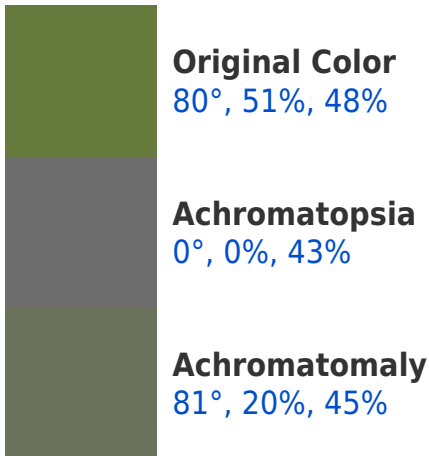 Original Color
80°, 51%, 48%
Achromatopsia
0°, 0%, 43%
Achromatomaly
81°, 20%, 45%